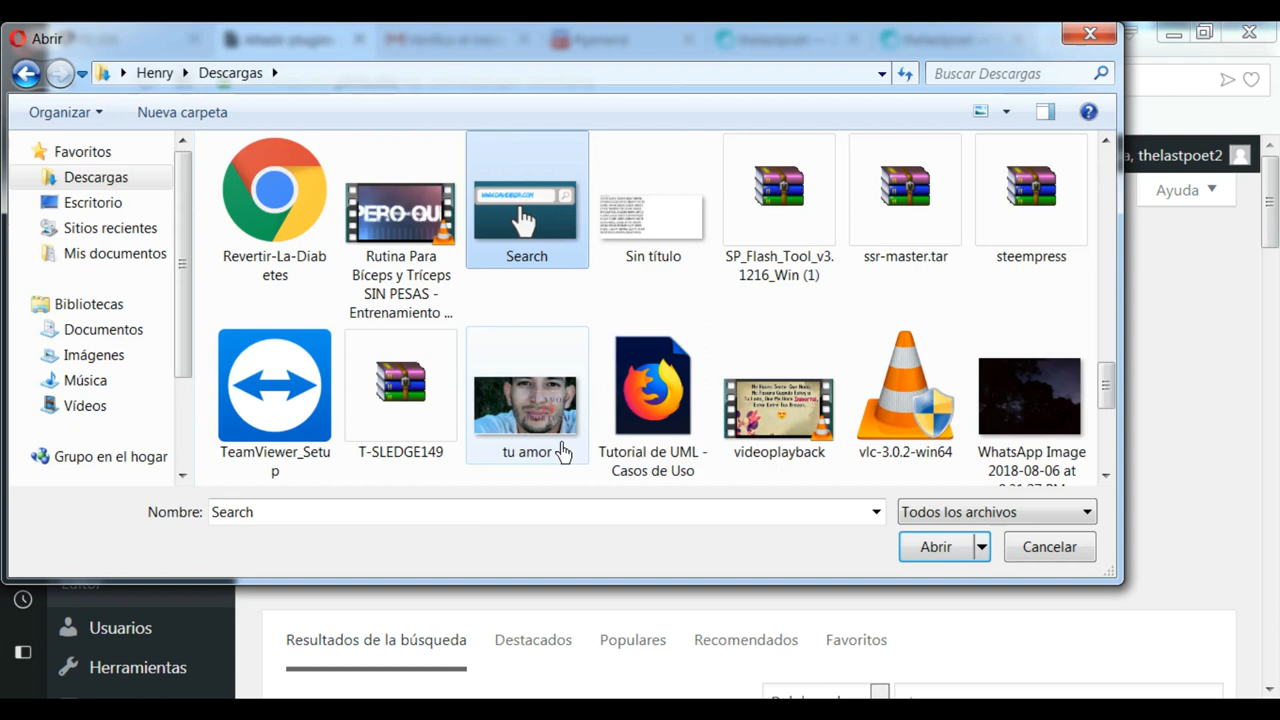 Abrir
Henry
Descargas
Buscar Descargas
Organizar
Nueva carpeta
Favoritos
Descargas
Escritorio
Sitios recientes
Mis documentos
Bibliotecas
Documentos
Imágenes
Música
Vídeos
Grupo en el hogar
Revertir-La-Diab
etes
Rutina Para
Bíceps y Tríceps
SIN PESAS -
Entrenamiento ...
Search
Sin título
SP_Flash_Tool_v3.
1216_Win (1)
ssr-master.tar
steempress
TeamViewer_Setu
p
T-SLEDGE149
tu amor
Tutorial de UML -
Casos de Uso
videoplayback
vlc-3.0.2-win64
WhatsApp Image
2018-08-06 at
Nombre:
Search
Todos los archivos
Abrir
Cancelar
a, thelastpoet2
Ayuda
Usuarios
Herramientas
Resultados de la búsqueda
Destacados
Populares
Recomendados
Favoritos